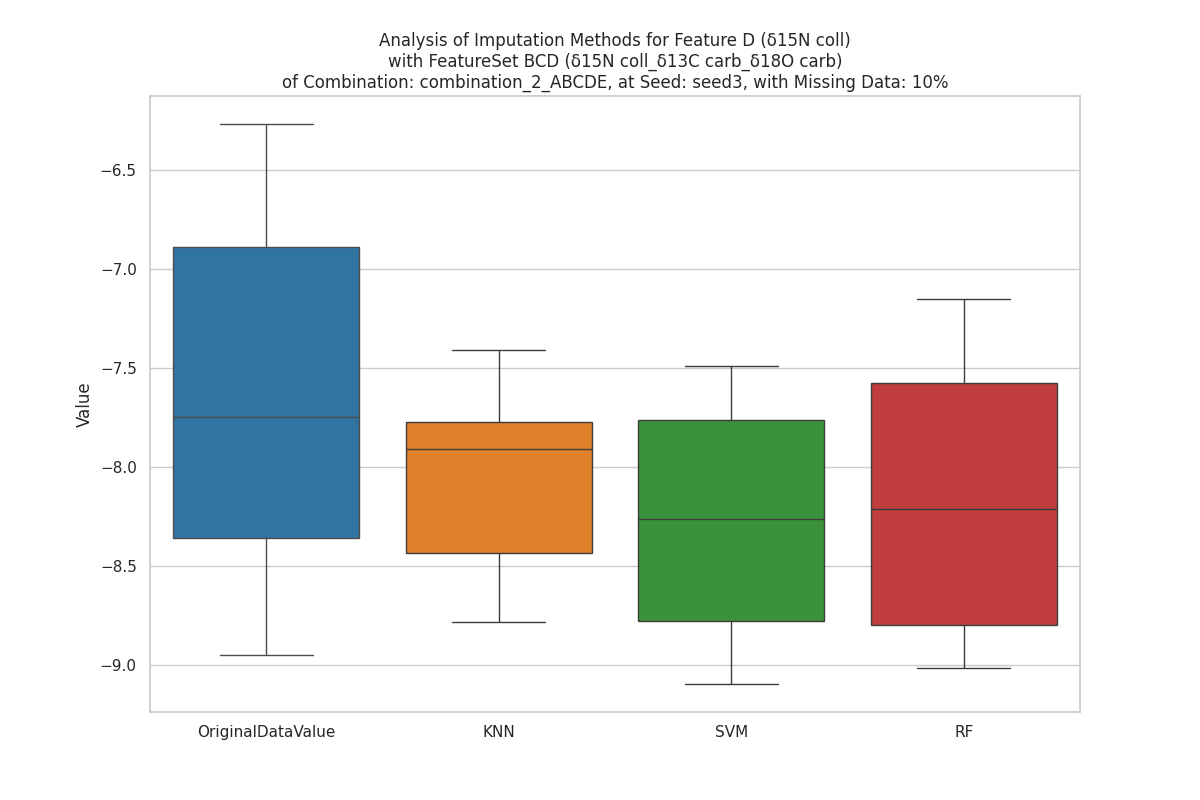 Analysis of Imputation Methods for Feature D (δ15N coll)
with FeatureSet BCD (δ15N coll_δ13C carb_δ18O carb)
of Combination: combination_2_ABCDE, at Seed: seed3, with Missing Data: 10%
Value
−6.5
−7.0
−7.5
−8.0
−8.5
−9.0
OriginalDataValue
KNN
SVM
RF